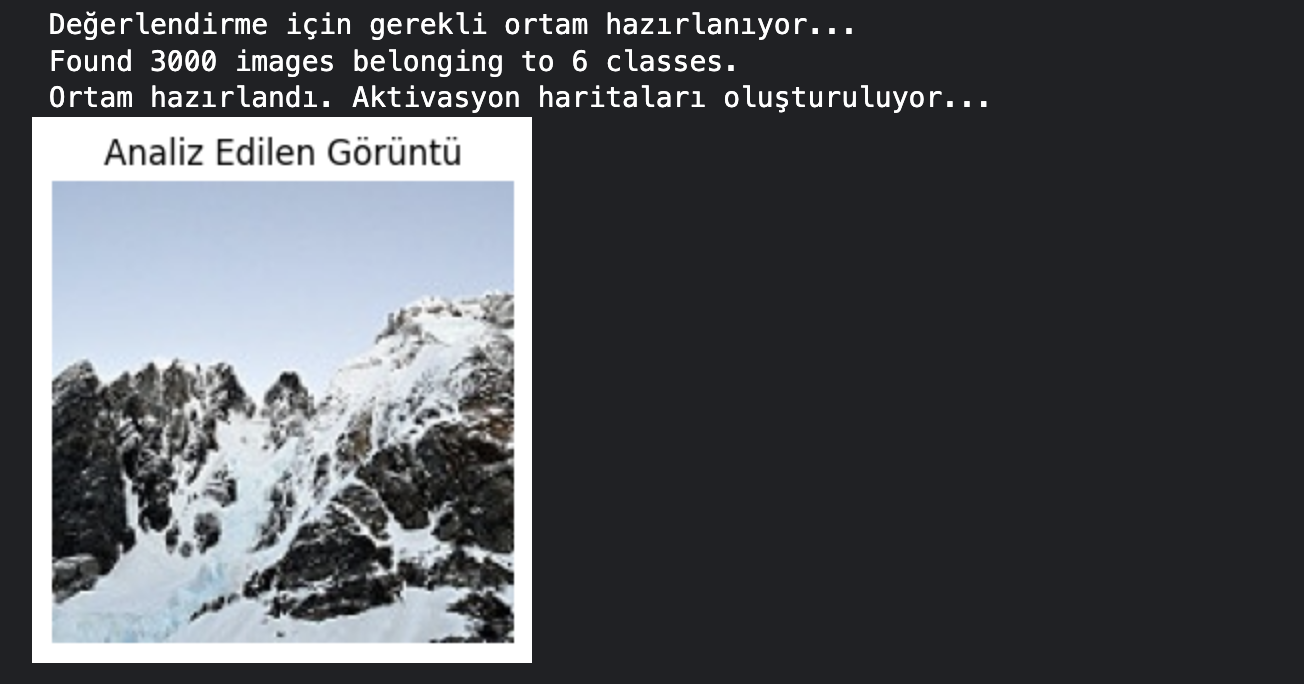 Değerlendirme için gerekli ortam hazırlanıyor...
Found 3000 images belonging to 6 classes.
Ortam hazırlandı. Aktivasyon haritaları oluşturuluyor...
Analiz Edilen Görüntü